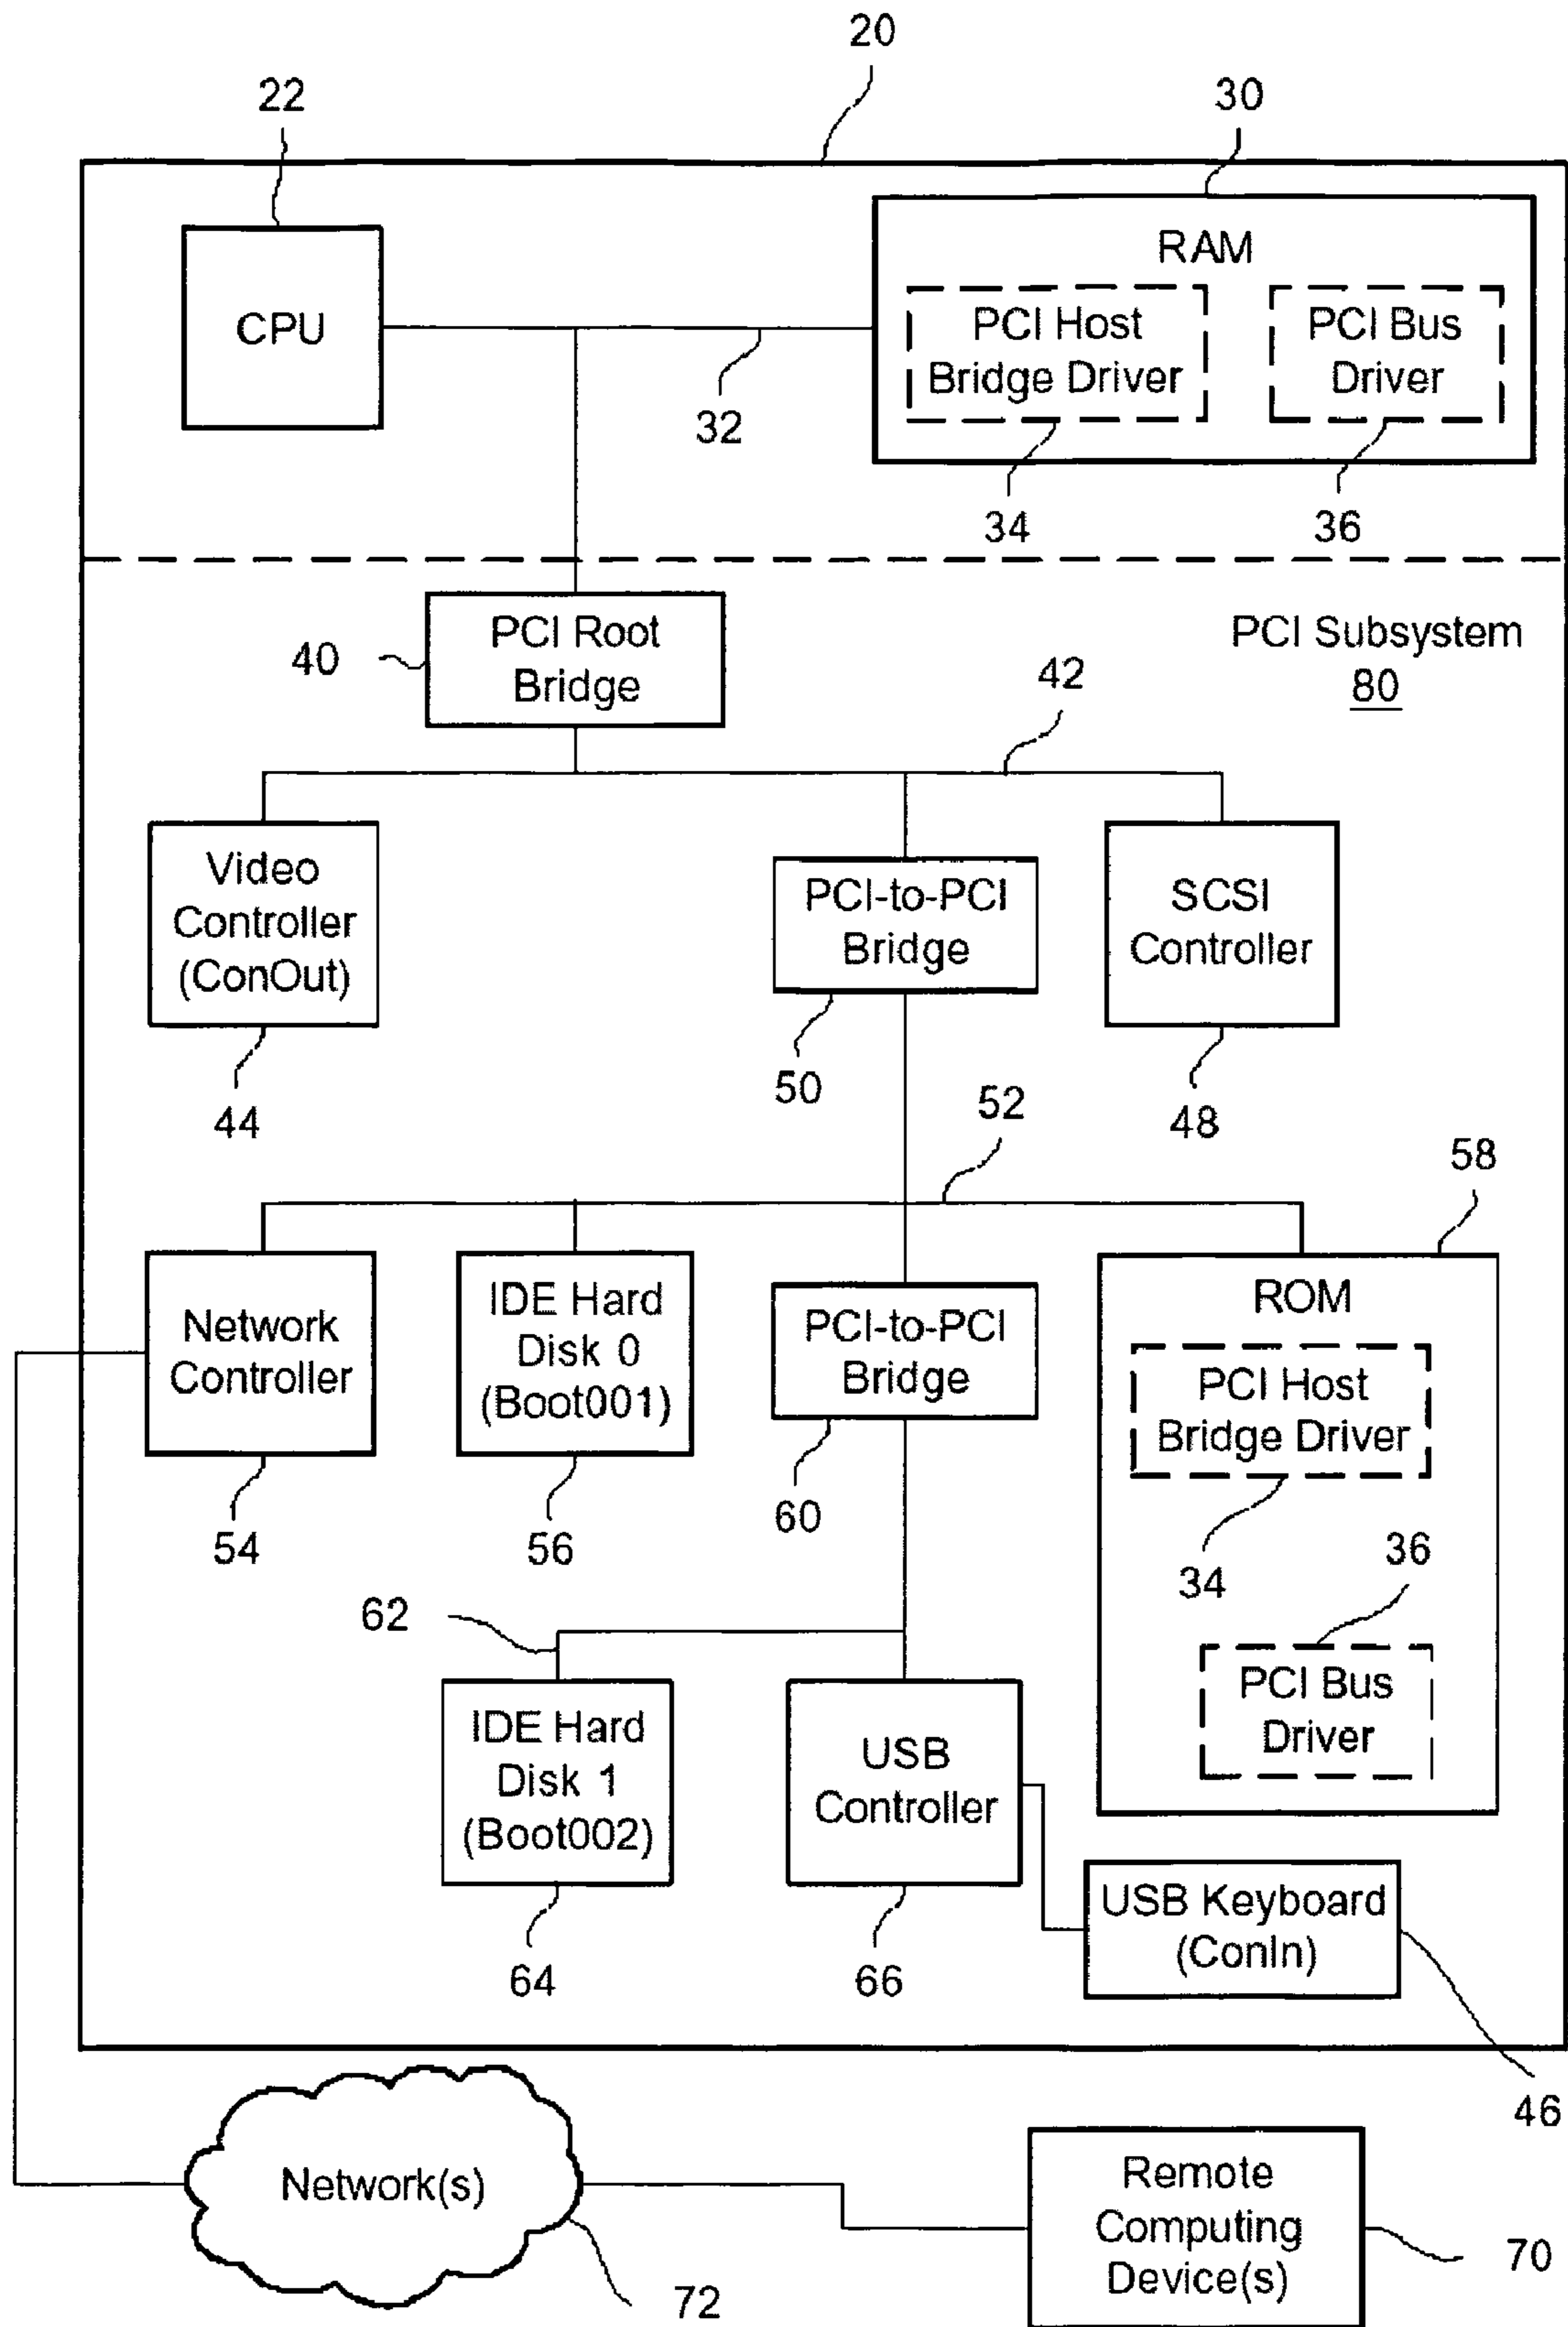 20
22
30
CPU
RAM
PCI Host
Bridge Driver
PCI Bus
Driver
32
34
36
PCI Root
Bridge
40
PCI Subsystem
80
42
Video
Controller
(ConOut)
PCI-to-PCI
Bridge
SCSI
Controller
44
50
48
52
58
Network
Controller
IDE Hard
Disk 0
(Boot001)
PCI-to-PCI
Bridge
ROM
PCI Host
Bridge Driver
54
56
60
34
36
62
PCI Bus
Driver
IDE Hard
Disk 1
(Boot002)
USB
Controller
USB Keyboard
(ConIn)
64
66
46
Network(s)
Remote
Computing
Device(s)
72
70